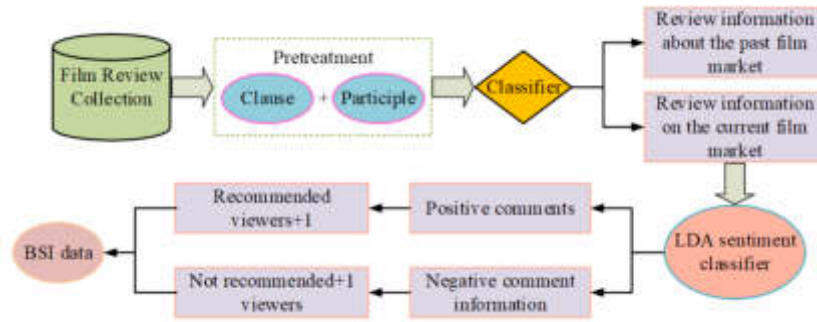 Film Review
Collection
Pretreatment
Clause
+
Participle
Classifier
Review information
about the past film
market
Review information
on the current film
market
Recommended
viewers+1
Positive comments
LDA sentiment
classifier
BSI data
Not recommended+1
viewers
Negative comment
information